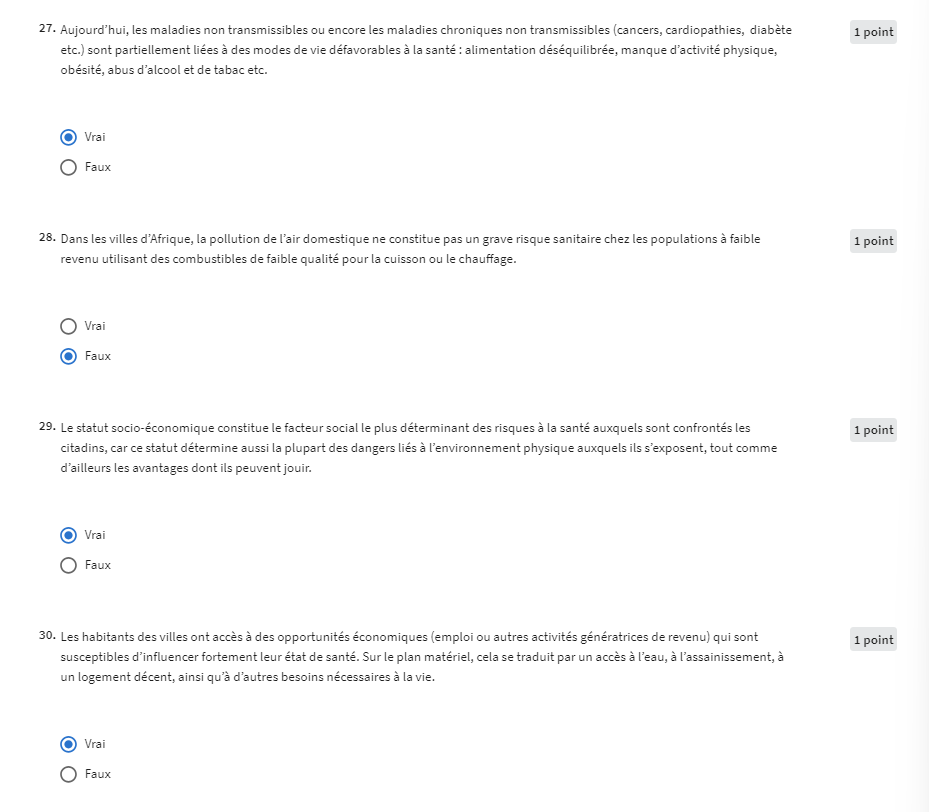 27. Aujourd’hui, les maladies non transmissibles ou encore les maladies chroniques non transmissibles (cancers, cardiopathies, diabète
1 point
etc.) sont partiellement liées à des modes de vie défavorables à la santé : alimentation déséquilibrée, manque d’activité physique,
obésité, abus d’alcool et de tabac etc.
Vrai
Faux
28. Dans les villes d’Afrique, la pollution de l’air domestique ne constitue pas un grave risque sanitaire chez les populations à faible
1 point
revenu utilisant des combustibles de faible qualité pour la cuisson ou le chauffage.
Vrai
Faux
29. Le statut socio-économique constitue le facteur social le plus déterminant des risques à la santé auxquels sont confrontés les
1 point
citadins, car ce statut détermine aussi la plupart des dangers liés à l’environnement physique auxquels ils s’exposent, tout comme
d’ailleurs les avantages dont ils peuvent jouir.
Vrai
Faux
30. Les habitants des villes ont accès à des opportunités économiques (emploi ou autres activités génératrices de revenu) qui sont
1 point
susceptibles d’influencer fortement leur état de santé. Sur le plan matériel, cela se traduit par un accès à l’eau, à l’assainissement, à
un logement décent, ainsi qu’à d’autres besoins nécessaires à la vie.
Vrai
Faux